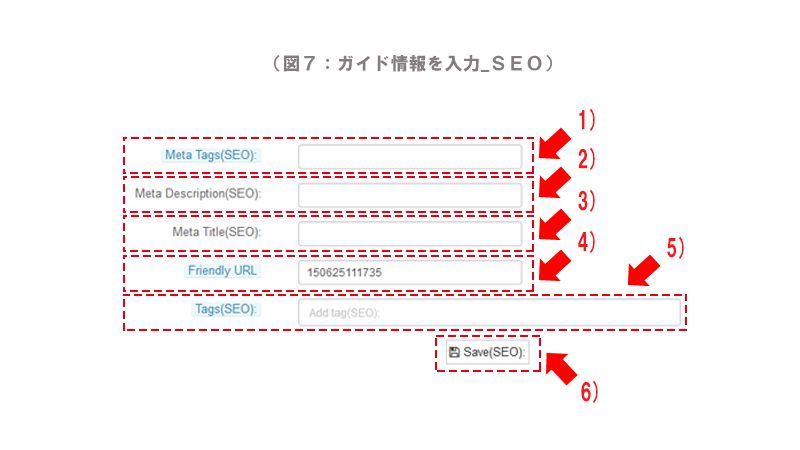 （図７：ガイド情報を入力_ＳＥＯ）
1）
Meta Tags(SEO):
2）
Meta Description(SEO):
3）
Meta Title(SEO):
4）
Friendly URL 150625111735
5）
Tags(SEO): Add tag(SEO):
Save(SEO):
6）